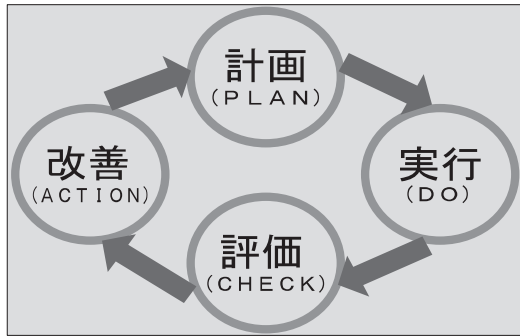 計画
(PLAN)
実行
(DO)
評価
(CHECK)
改善
(ACTION)